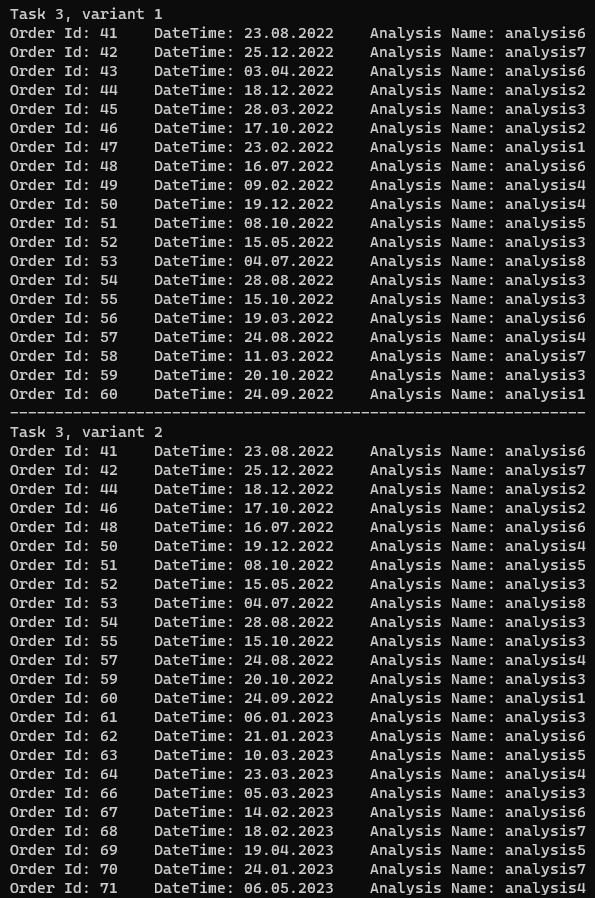 Task 3, variant 1
Order Id: 41    DateTime: 23.08.2022    Analysis Name: analysis6
Order Id: 42    DateTime: 25.12.2022    Analysis Name: analysis7
Order Id: 43    DateTime: 03.04.2022    Analysis Name: analysis6
Order Id: 44    DateTime: 18.12.2022    Analysis Name: analysis2
Order Id: 45    DateTime: 28.03.2022    Analysis Name: analysis3
Order Id: 46    DateTime: 17.10.2022    Analysis Name: analysis2
Order Id: 47    DateTime: 23.02.2022    Analysis Name: analysis1
Order Id: 48    DateTime: 16.07.2022    Analysis Name: analysis6
Order Id: 49    DateTime: 09.02.2022    Analysis Name: analysis4
Order Id: 50    DateTime: 19.12.2022    Analysis Name: analysis4
Order Id: 51    DateTime: 08.10.2022    Analysis Name: analysis5
Order Id: 52    DateTime: 15.05.2022    Analysis Name: analysis3
Order Id: 53    DateTime: 04.07.2022    Analysis Name: analysis8
Order Id: 54    DateTime: 28.08.2022    Analysis Name: analysis3
Order Id: 55    DateTime: 15.10.2022    Analysis Name: analysis3
Order Id: 56    DateTime: 19.03.2022    Analysis Name: analysis6
Order Id: 57    DateTime: 24.08.2022    Analysis Name: analysis4
Order Id: 58    DateTime: 11.03.2022    Analysis Name: analysis7
Order Id: 59    DateTime: 20.10.2022    Analysis Name: analysis3
Order Id: 60    DateTime: 24.09.2022    Analysis Name: analysis1
----------------------------------------------------------------
Task 3, variant 2
Order Id: 41    DateTime: 23.08.2022    Analysis Name: analysis6
Order Id: 42    DateTime: 25.12.2022    Analysis Name: analysis7
Order Id: 44    DateTime: 18.12.2022    Analysis Name: analysis2
Order Id: 46    DateTime: 17.10.2022    Analysis Name: analysis2
Order Id: 48    DateTime: 16.07.2022    Analysis Name: analysis6
Order Id: 50    DateTime: 19.12.2022    Analysis Name: analysis4
Order Id: 51    DateTime: 08.10.2022    Analysis Name: analysis5
Order Id: 52    DateTime: 15.05.2022    Analysis Name: analysis3
Order Id: 53    DateTime: 04.07.2022    Analysis Name: analysis8
Order Id: 54    DateTime: 28.08.2022    Analysis Name: analysis3
Order Id: 55    DateTime: 15.10.2022    Analysis Name: analysis3
Order Id: 57    DateTime: 24.08.2022    Analysis Name: analysis4
Order Id: 59    DateTime: 20.10.2022    Analysis Name: analysis3
Order Id: 60    DateTime: 24.09.2022    Analysis Name: analysis1
Order Id: 61    DateTime: 06.01.2023    Analysis Name: analysis3
Order Id: 62    DateTime: 21.01.2023    Analysis Name: analysis6
Order Id: 63    DateTime: 10.03.2023    Analysis Name: analysis5
Order Id: 64    DateTime: 23.03.2023    Analysis Name: analysis4
Order Id: 66    DateTime: 05.03.2023    Analysis Name: analysis3
Order Id: 67    DateTime: 14.02.2023    Analysis Name: analysis6
Order Id: 68    DateTime: 18.02.2023    Analysis Name: analysis7
Order Id: 69    DateTime: 19.04.2023    Analysis Name: analysis5
Order Id: 70    DateTime: 24.01.2023    Analysis Name: analysis7
Order Id: 71    DateTime: 06.05.2023    Analysis Name: analysis4